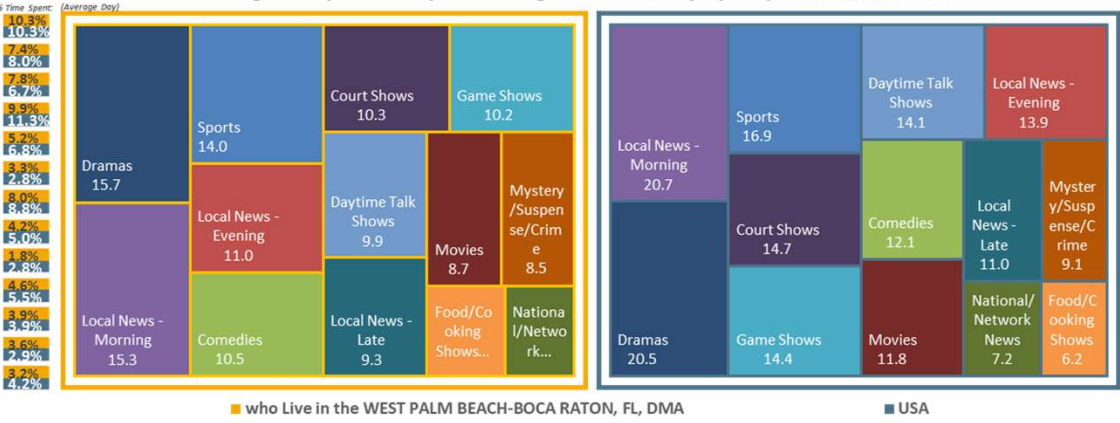 % Time Spent: (Average Day)
10.3%
10.3%
7.4%
8.0%
7.8%
6.7%
9.9%
11.3%
5.2%
6.8%
3.3%
2.8%
8.0%
8.8%
4.2%
5.0%
1.8%
2.8%
4.6%
5.5%
3.9%
3.9%
3.6%
2.9%
3.2%
4.2%
Dramas
15.7
Local News -
Morning
15.3
Sports
14.0
Local News -
Evening
11.0
Comedies
10.5
Court Shows
10.3
Game Shows
10.2
Daytime Talk
Shows
9.9
Local News -
Late
9.3
Movies
8.7
Mystery
/Suspen
se/Crim
e
8.5
Food/Co
oking
Shows...
Nationa
l/Netwo
rk...
Local News -
Morning
20.7
Dramas
20.5
Sports
16.9
Court Shows
14.7
Game Shows
14.4
Daytime Talk
Shows
14.1
Local News -
Evening
13.9
Comedies
12.1
Movies
11.8
Local
News -
Late
11.0
Myster
y/Susp
ense/C
rime
9.1
National/
Network
News
7.2
Food/C
ooking
Shows
6.2
who Live in the WEST PALM BEACH-BOCA RATON, FL, DMA
USA